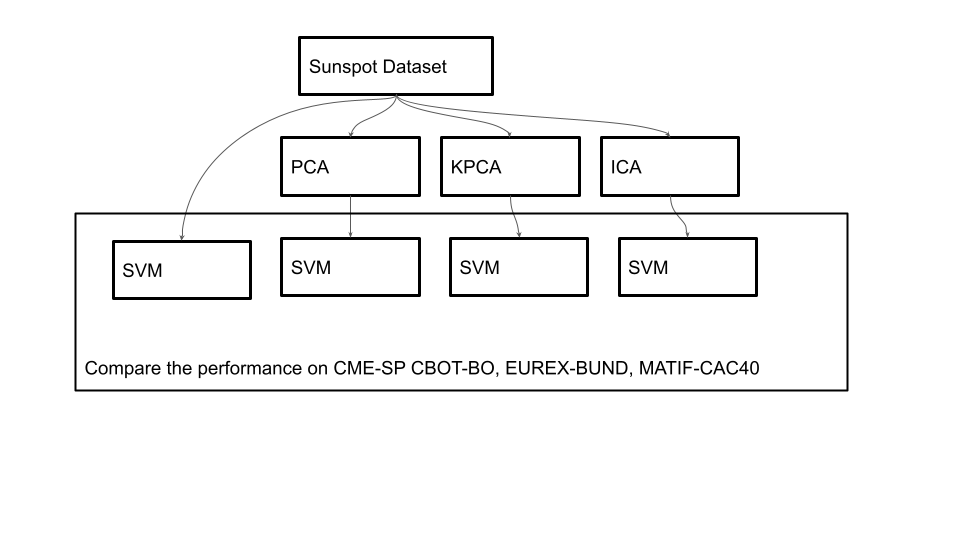 Sunspot Dataset
PCA
KPCA
ICA
SVM
SVM
SVM
SVM
Compare the performance on CME-SP CBOT-BO, EUREX-BUND, MATIF-CAC40